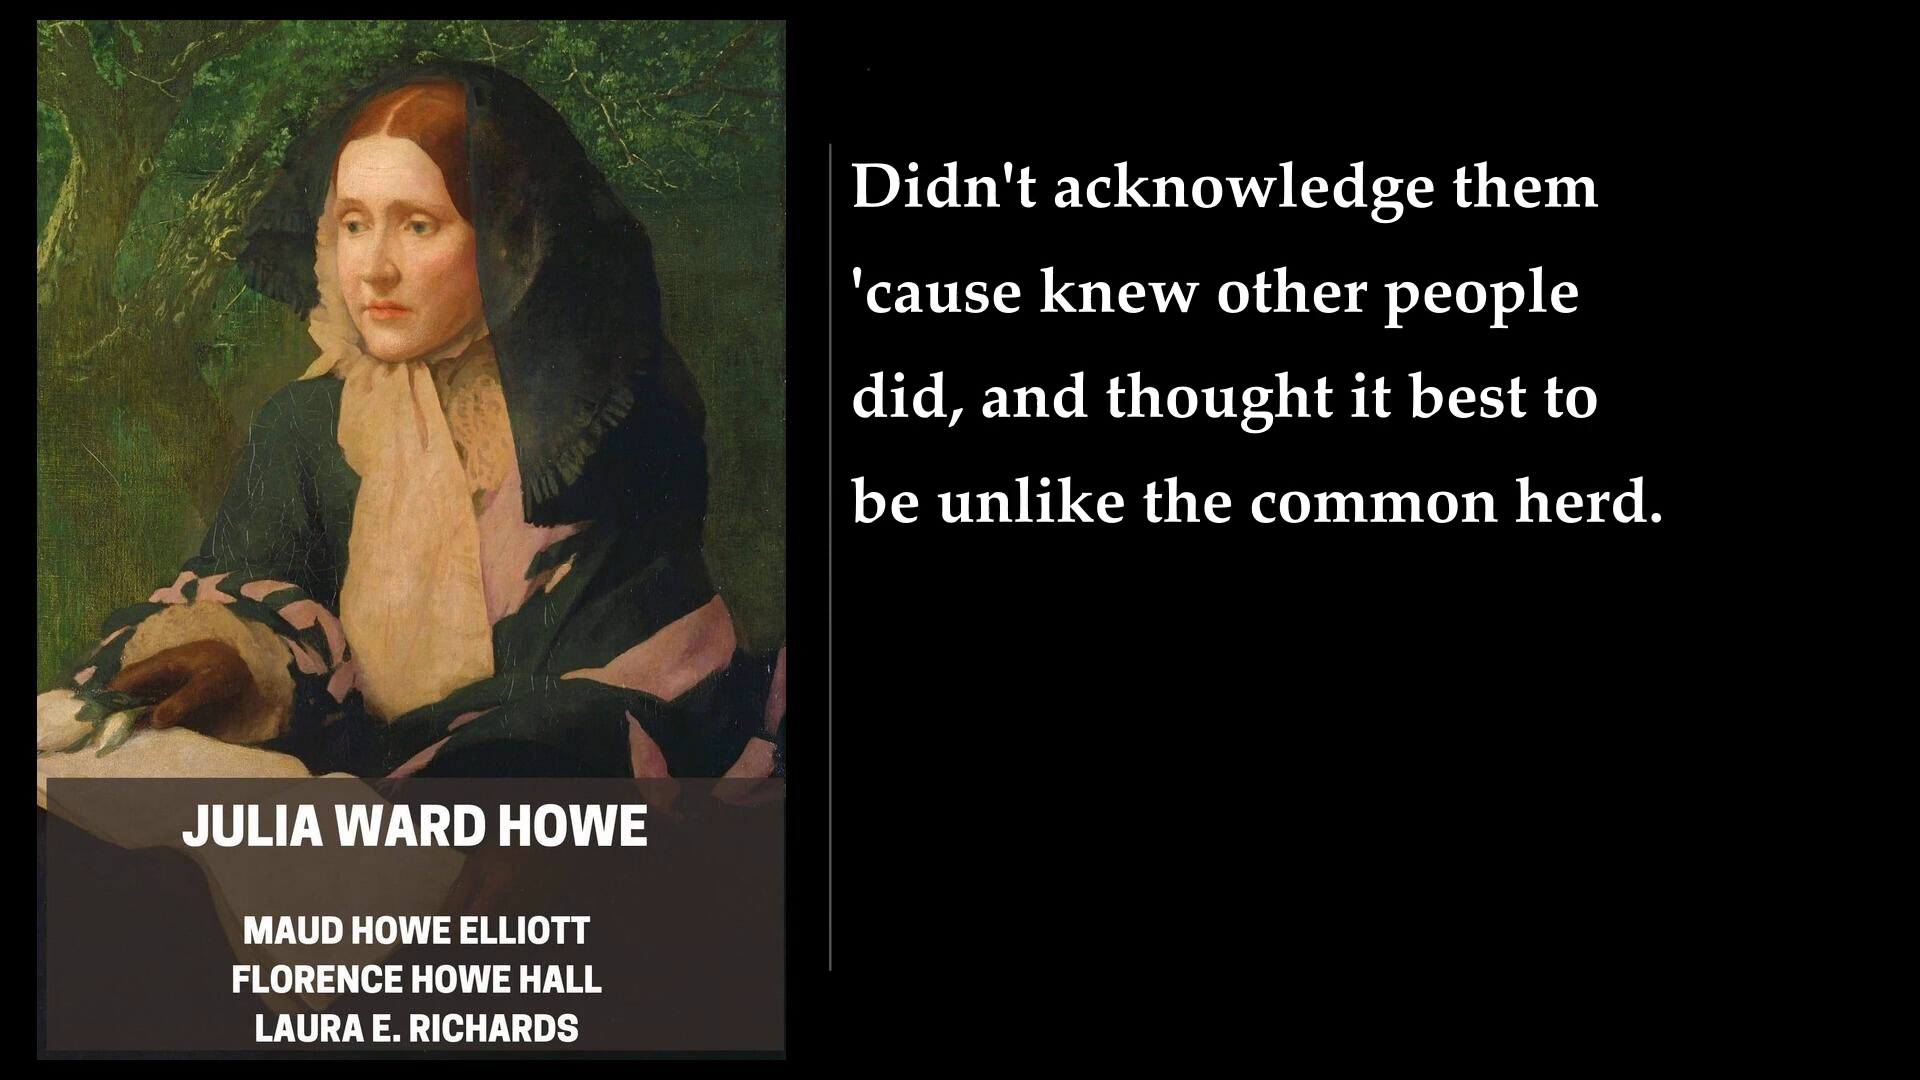 JULIA WARD HOWE
MAUD HOWE ELLIOTT
FLORENCE HOWE HALL
LAURA E. RICHARDS
Didn't acknowledge them
'cause knew other people
did, and thought it best to
be unlike the common herd.